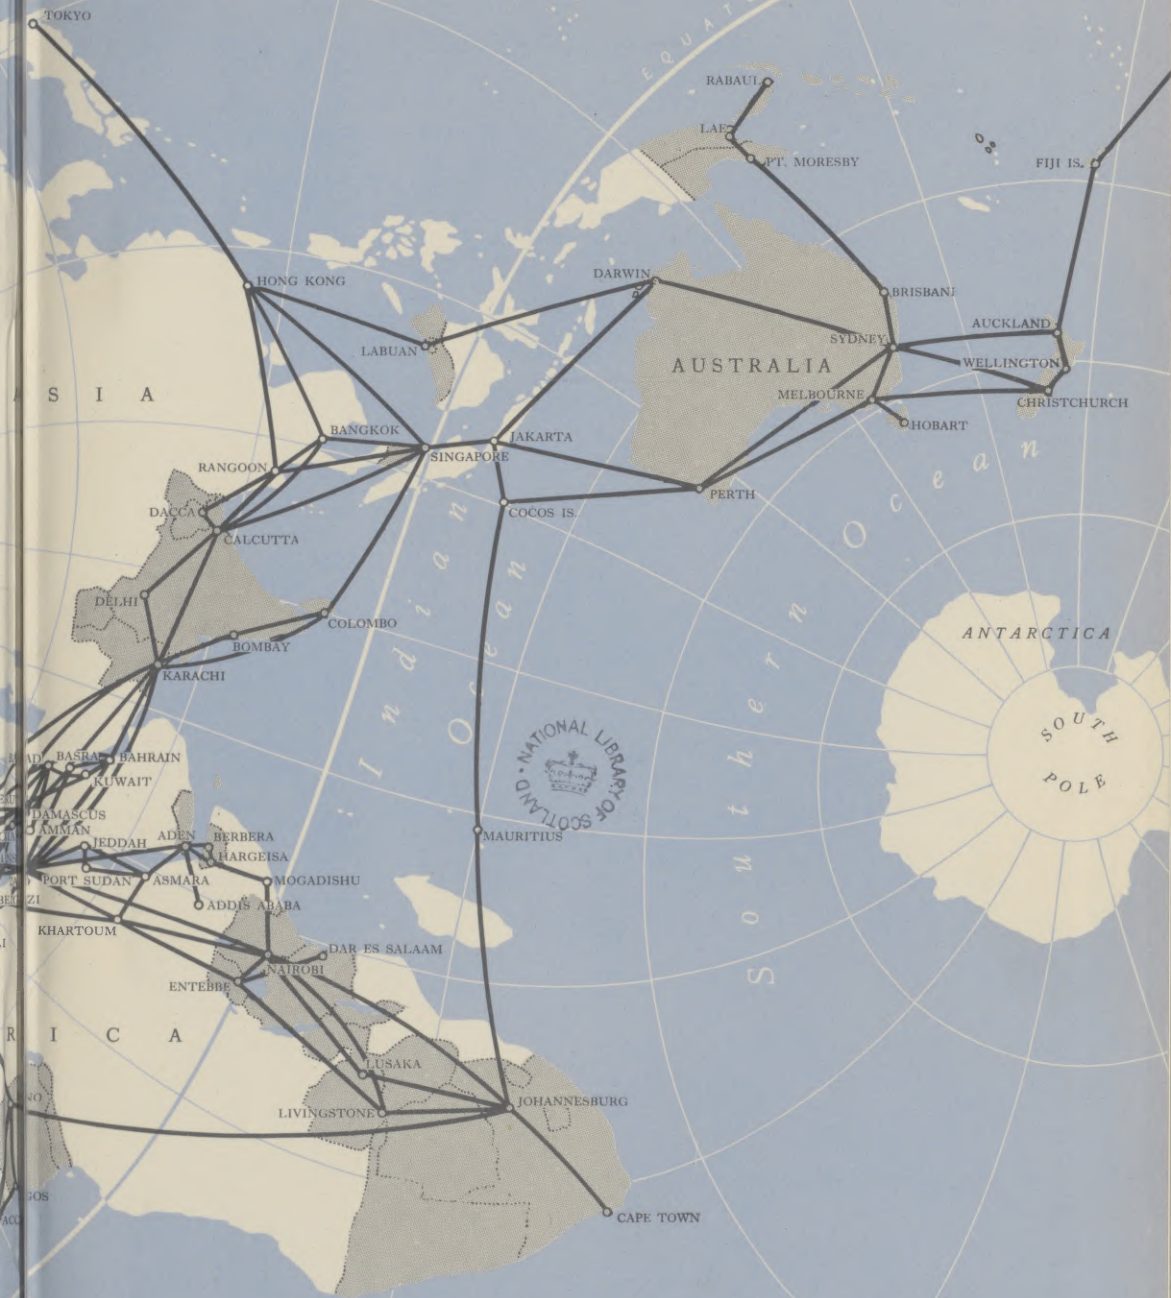 TOKYO
EQUAT
RABAUL
LAE
PT. MORESBY
FIJI IS.
HONG KONG
DARWIN
BRISBANE
LABUAN
SYDNEY
AUCKLAND
AUSTRALIA
WELLINGTON
MELBOURNE
CHRISTCHURCH
HOBART
ASIA
BANGKOK
JAKARTA
RANGOON
SINGAPORE
PERTH
DACCA
COCOS IS.
CALCUTTA
DELHI
COLOMBO
BOMBAY
KARACHI
Indian
Ocean
Southern Ocean
ANTARCTICA
SOUTH
POLE
NATIONAL LIBRARY OF SCOTLAND
BASRA
BAHRAIN
KUWAIT
DAMASCUS
AMMAN
JEDDAH
ADEN
BERBERA
HARGEISA
PORT SUDAN
ASMARA
MOGADISHU
ADDIS ABABA
KHARTOUM
DAR ES SALAAM
NAIROBI
ENTEBBE
MAURITIUS
RICA
LUSAKA
LIVINGSTONE
JOHANNESBURG
CAPE TOWN